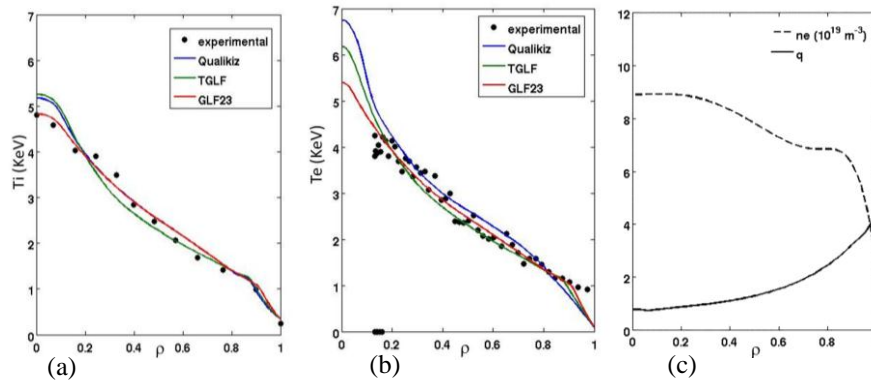 7
6
5
4
3
2
1
0
Ti (KeV)
experimental
Qualikiz
TGLF
GLF23
0 0.2 0.4 0.6 0.8 1
ρ
(a)
7
6
5
4
3
2
1
0
Te (KeV)
experimental
Qualikiz
TGLF
GLF23
0 0.2 0.4 0.6 0.8 1
ρ
(b)
12
10
8
6
4
2
0
ne (10¹⁹ m⁻³)
q
0 0.2 0.4 0.6 0.8
ρ
(c)